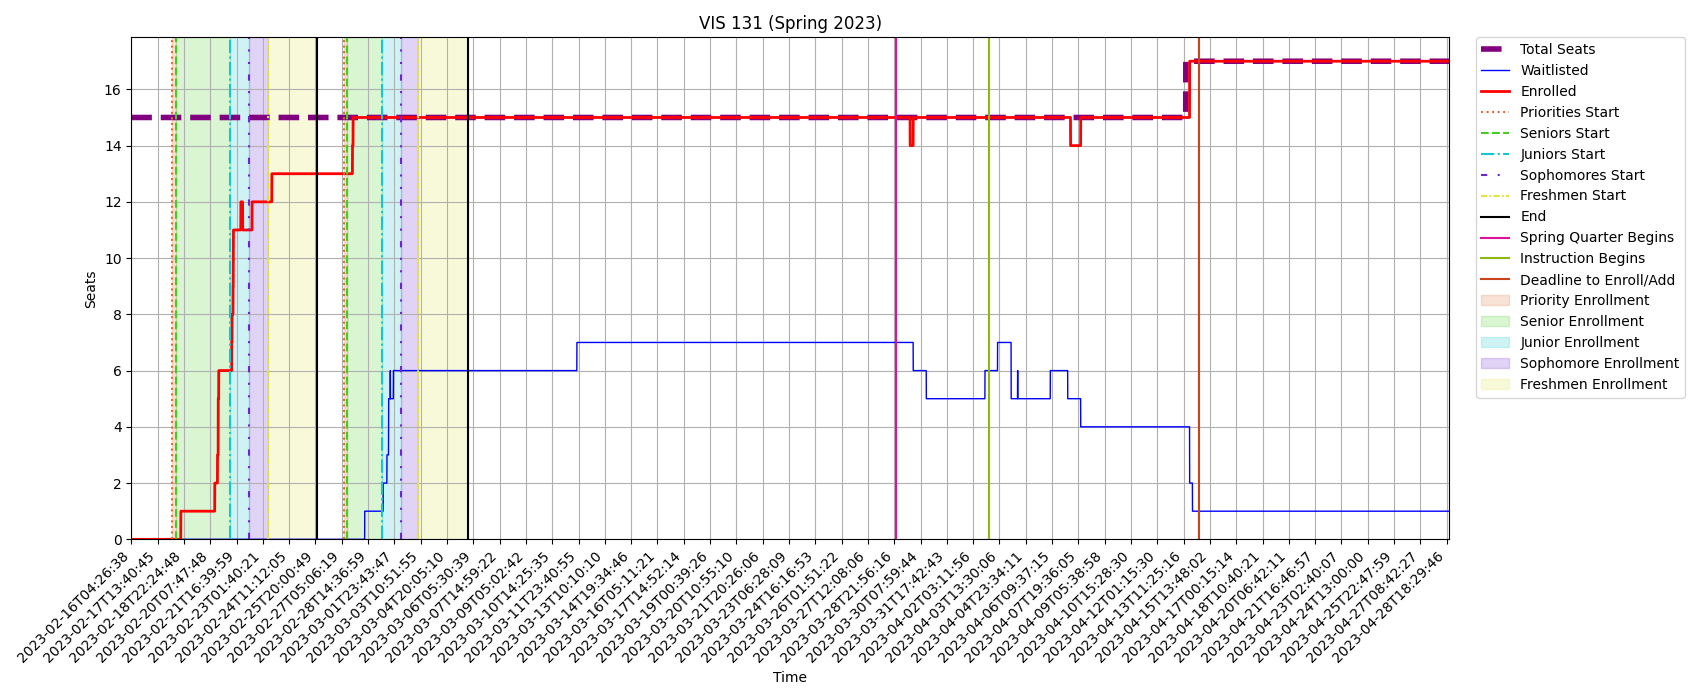 VIS 131 (Spring 2023)
Seats
16
14
12
10
8
6
4
2
0
2023-02-16T04:26:38
2023-02-17T13:40:45
2023-02-18T22:24:48
2023-02-20T07:47:48
2023-02-21T16:39:59
2023-02-23T01:40:21
2023-02-24T11:12:05
2023-02-25T20:00:49
2023-02-27T05:06:19
2023-02-28T14:36:59
2023-03-01T23:43:47
2023-03-03T10:51:55
2023-03-04T20:05:10
2023-03-06T05:30:39
2023-03-07T14:59:22
2023-03-09T05:02:42
2023-03-10T14:25:35
2023-03-11T23:40:55
2023-03-13T10:10:10
2023-03-14T19:34:46
2023-03-16T05:11:21
2023-03-17T14:52:14
2023-03-19T00:39:26
2023-03-20T10:55:10
2023-03-21T20:26:06
2023-03-23T06:28:09
2023-03-24T16:16:53
2023-03-26T01:51:22
2023-03-27T12:08:06
2023-03-28T21:56:16
2023-03-30T07:59:44
2023-03-31T17:42:43
2023-04-02T03:11:56
2023-04-03T13:30:06
2023-04-04T23:34:11
2023-04-06T09:37:15
2023-04-07T19:36:05
2023-04-09T05:38:58
2023-04-10T15:28:30
2023-04-12T01:15:30
2023-04-13T11:25:16
2023-04-15T13:48:02
2023-04-17T00:15:14
2023-04-18T10:40:21
2023-04-20T06:42:11
2023-04-21T16:46:57
2023-04-23T02:40:07
2023-04-24T13:00:00
2023-04-25T22:47:59
2023-04-27T08:42:27
2023-04-28T18:29:46
Time
Total Seats
Waitlisted
Enrolled
Priorities Start
Seniors Start
Juniors Start
Sophomores Start
Freshmen Start
End
Spring Quarter Begins
Instruction Begins
Deadline to Enroll/Add
Priority Enrollment
Senior Enrollment
Junior Enrollment
Sophomore Enrollment
Freshmen Enrollment